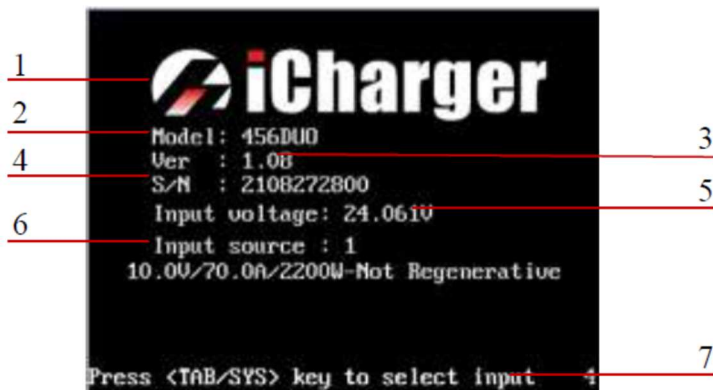 1
iCharger
2
Model: 456DUO
3
Ver : 1.08
4
S/N : 2108272800
5
Input voltage: 24.061V
6
Input source : 1
10.0V/70.0A/2200W-Not Regenerative
7
Press <TAB/SYS> key to select input 4